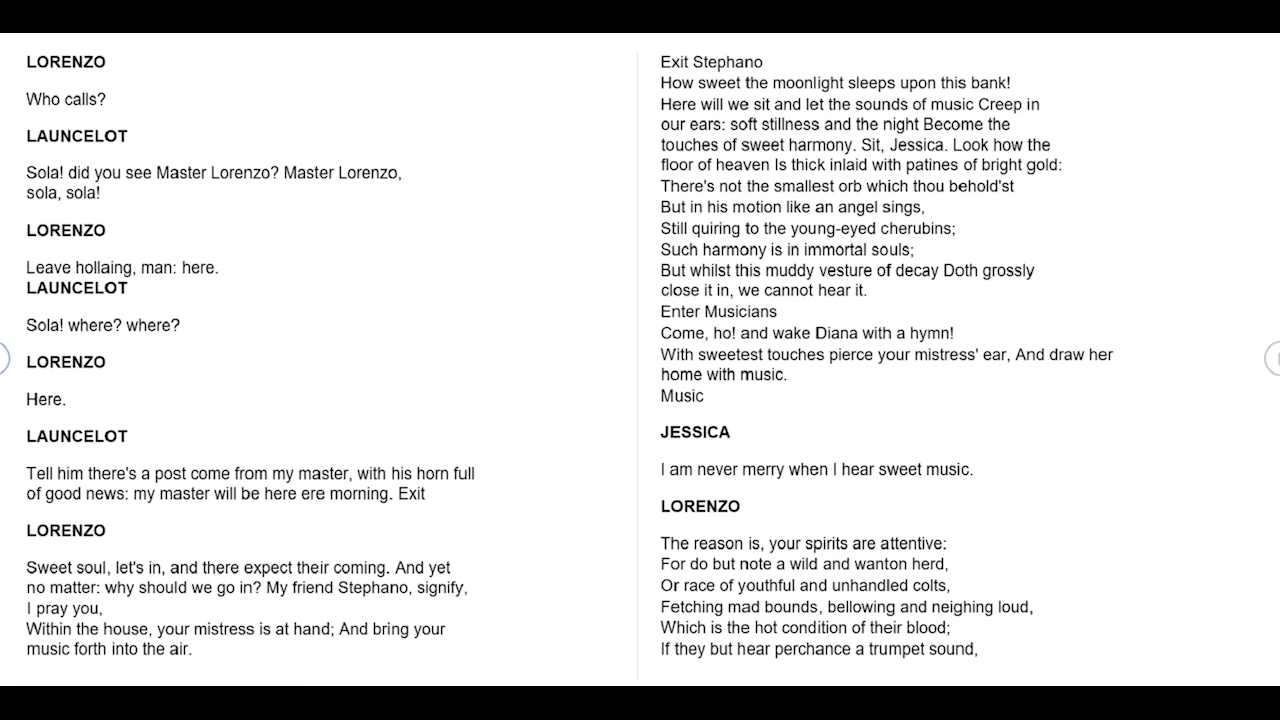 LORENZO
Who calls?
LAUNCELOT
Sola! did you see Master Lorenzo? Master Lorenzo,
sola, sola!
LORENZO
Leave hollaing, man: here.
LAUNCELOT
Sola! where? where?
LORENZO
Here.
LAUNCELOT
Tell him there's a post come from my master, with his horn full
of good news: my master will be here ere morning. Exit
LORENZO
Sweet soul, let's in, and there expect their coming. And yet
no matter: why should we go in? My friend Stephano, signify,
I pray you,
Within the house, your mistress is at hand; And bring your
music forth into the air.
Exit Stephano
How sweet the moonlight sleeps upon this bank!
Here will we sit and let the sounds of music Creep in
our ears: soft stillness and the night Become the
touches of sweet harmony. Sit, Jessica. Look how the
floor of heaven Is thick inlaid with patines of bright gold:
There's not the smallest orb which thou behold'st
But in his motion like an angel sings,
Still quiring to the young-eyed cherubins;
Such harmony is in immortal souls;
But whilst this muddy vesture of decay Doth grossly
close it in, we cannot hear it.
Enter Musicians
Come, ho! and wake Diana with a hymn!
With sweetest touches pierce your mistress' ear, And draw her
home with music.
Music
JESSICA
I am never merry when I hear sweet music.
LORENZO
The reason is, your spirits are attentive:
For do but note a wild and wanton herd,
Or race of youthful and unhandled colts,
Fetching mad bounds, bellowing and neighing loud,
Which is the hot condition of their blood;
If they but hear perchance a trumpet sound,